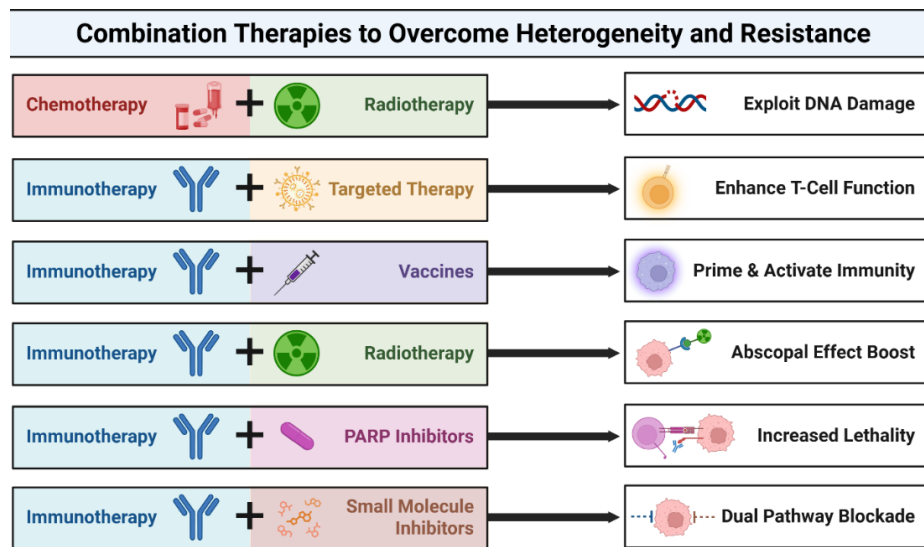 Combination Therapies to Overcome Heterogeneity and Resistance
Chemotherapy + Radiotherapy Exploit DNA Damage
Immunotherapy + Targeted Therapy Enhance T-Cell Function
Immunotherapy + Vaccines Prime & Activate Immunity
Immunotherapy + Radiotherapy Abscopal Effect Boost
Immunotherapy + PARP Inhibitors Increased Lethality
Immunotherapy + Small Molecule
Inhibitors Dual Pathway Blockade